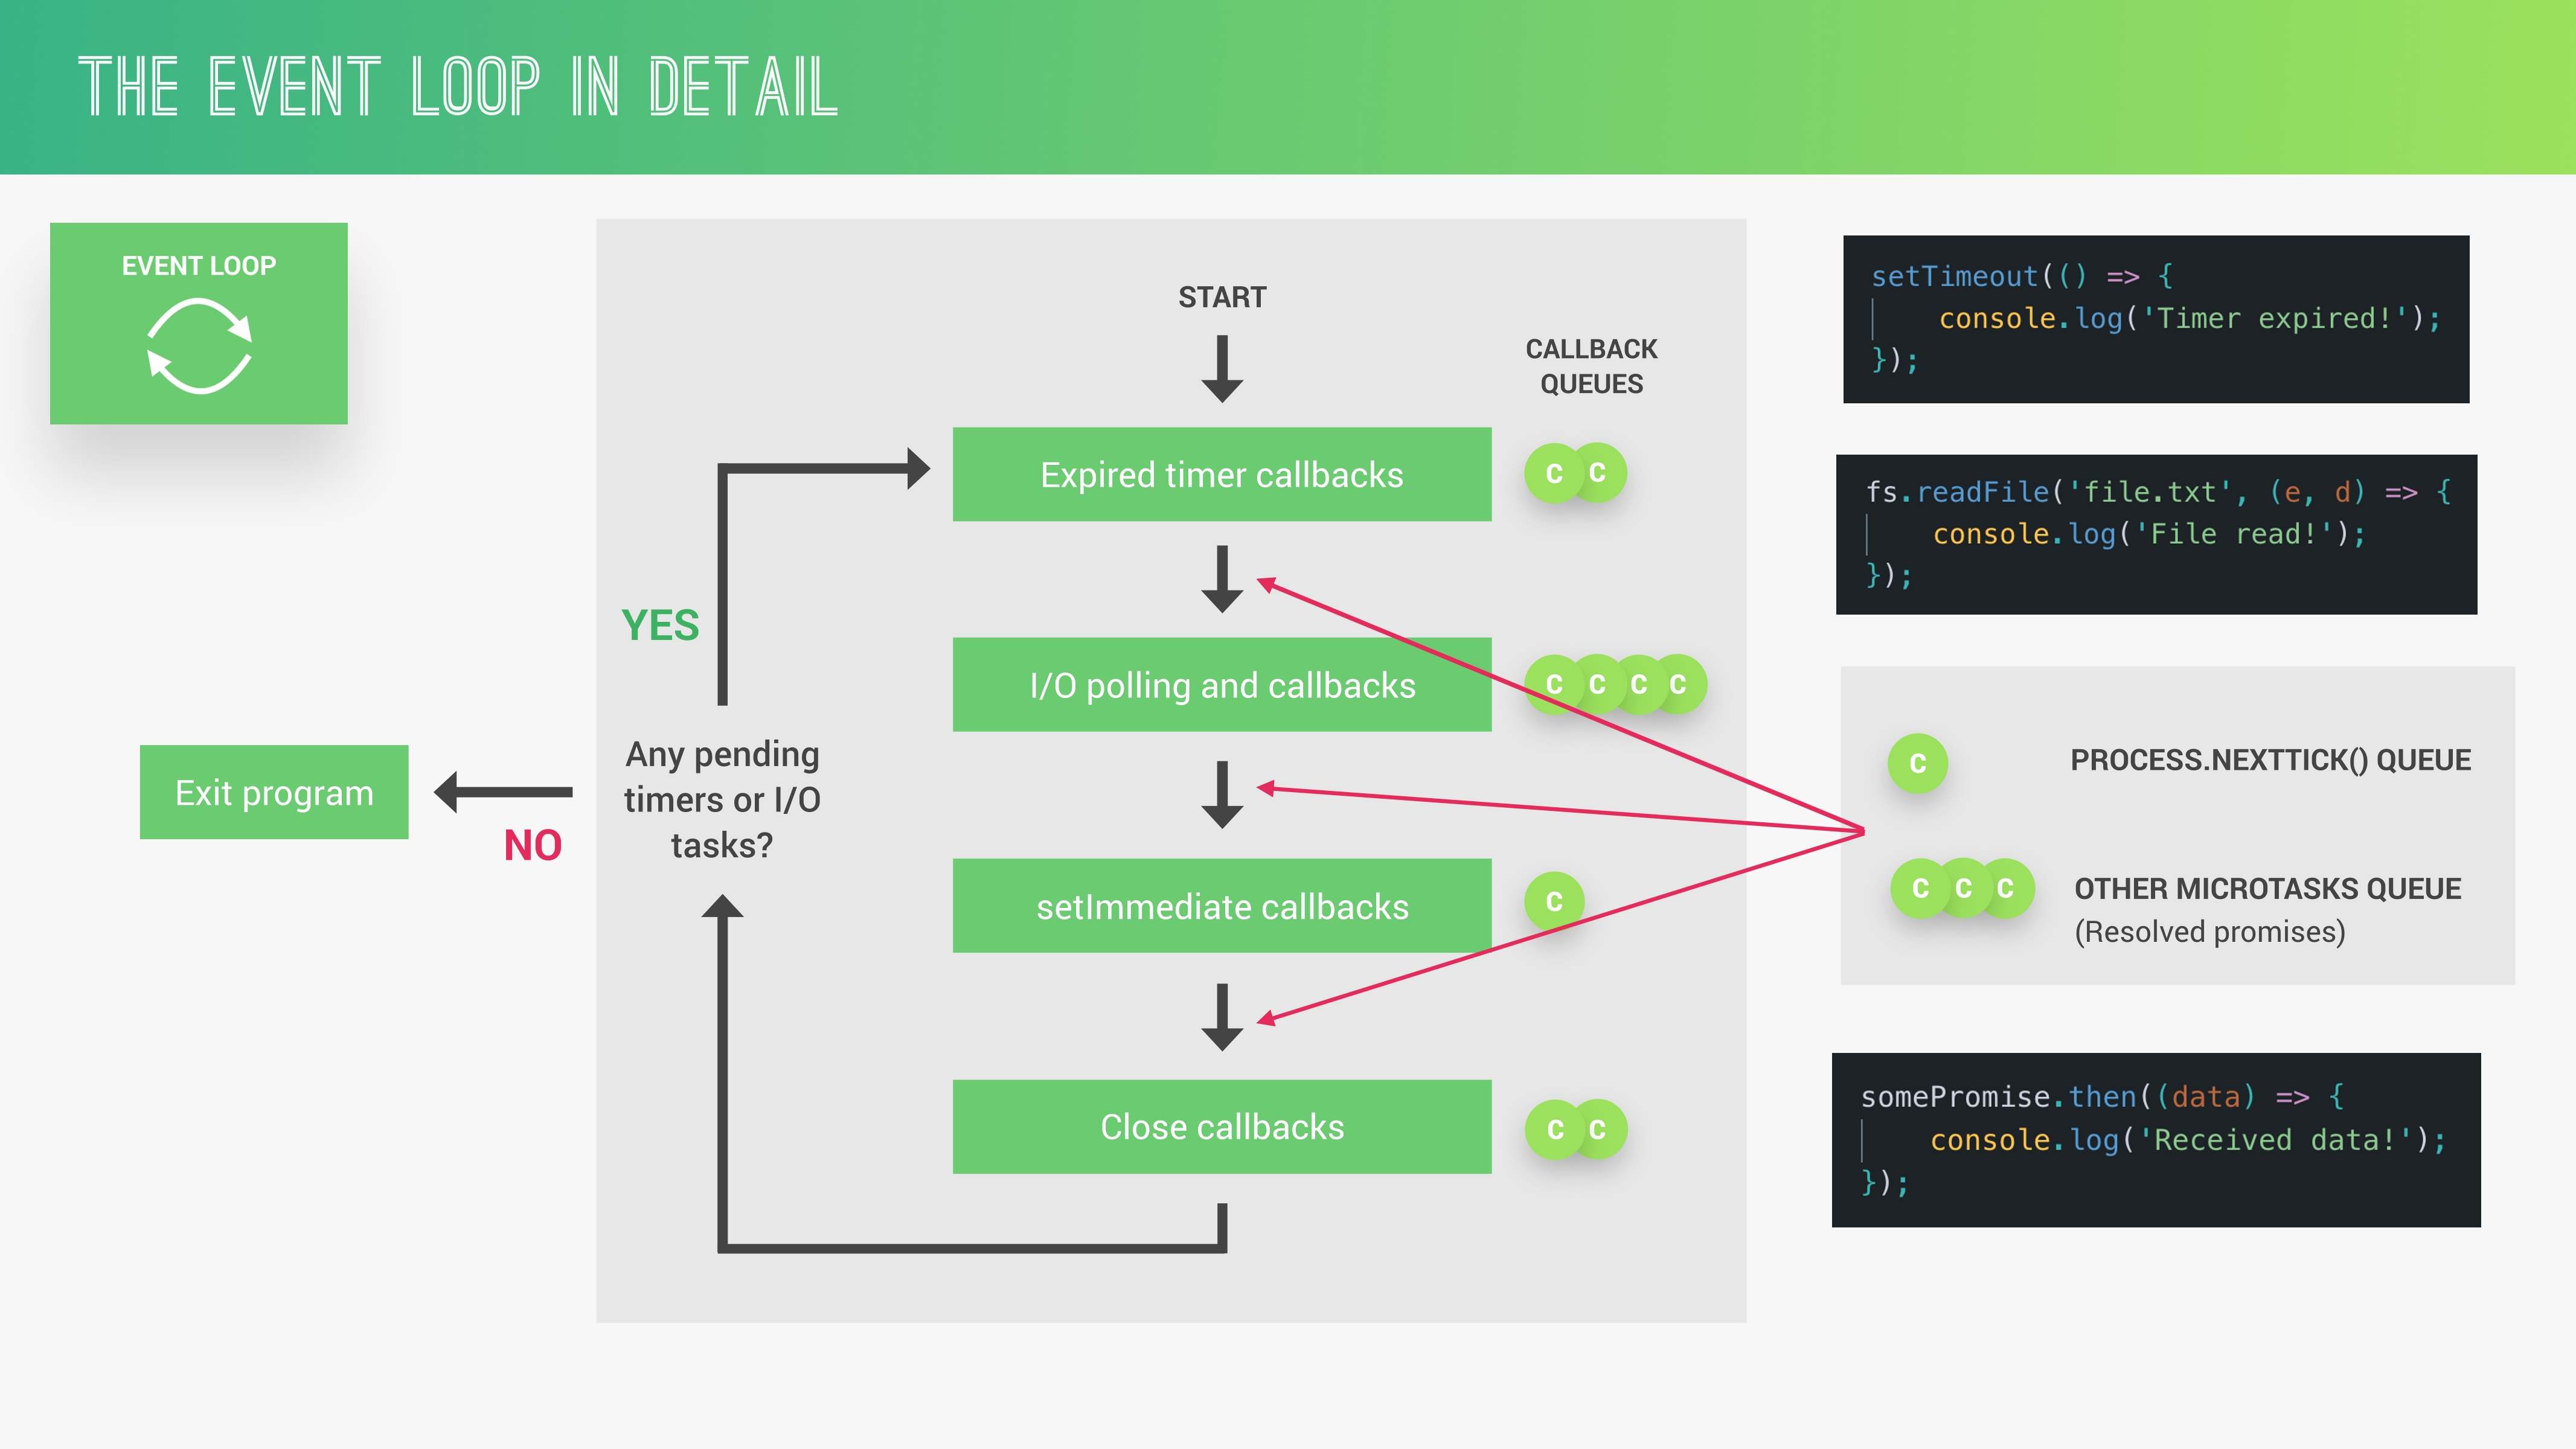 THE EVENT LOOP IN DETAIL
EVENT LOOP
START
CALLBACK
QUEUES
Expired timer callbacks
C C
YES
I/O polling and callbacks
C C C C
Any pending
timers or I/O
tasks?
Exit program
NO
setImmediate callbacks
C
Close callbacks
C C
setTimeout(() => {
console.log('Timer expired!');
});
fs.readFile('file.txt', (e, d) => {
console.log('File read!');
});
C
PROCESS.NEXTTICK() QUEUE
C C C
OTHER MICROTASKS QUEUE
(Resolved promises)
somePromise.then((data) => {
console.log('Received data!');
});